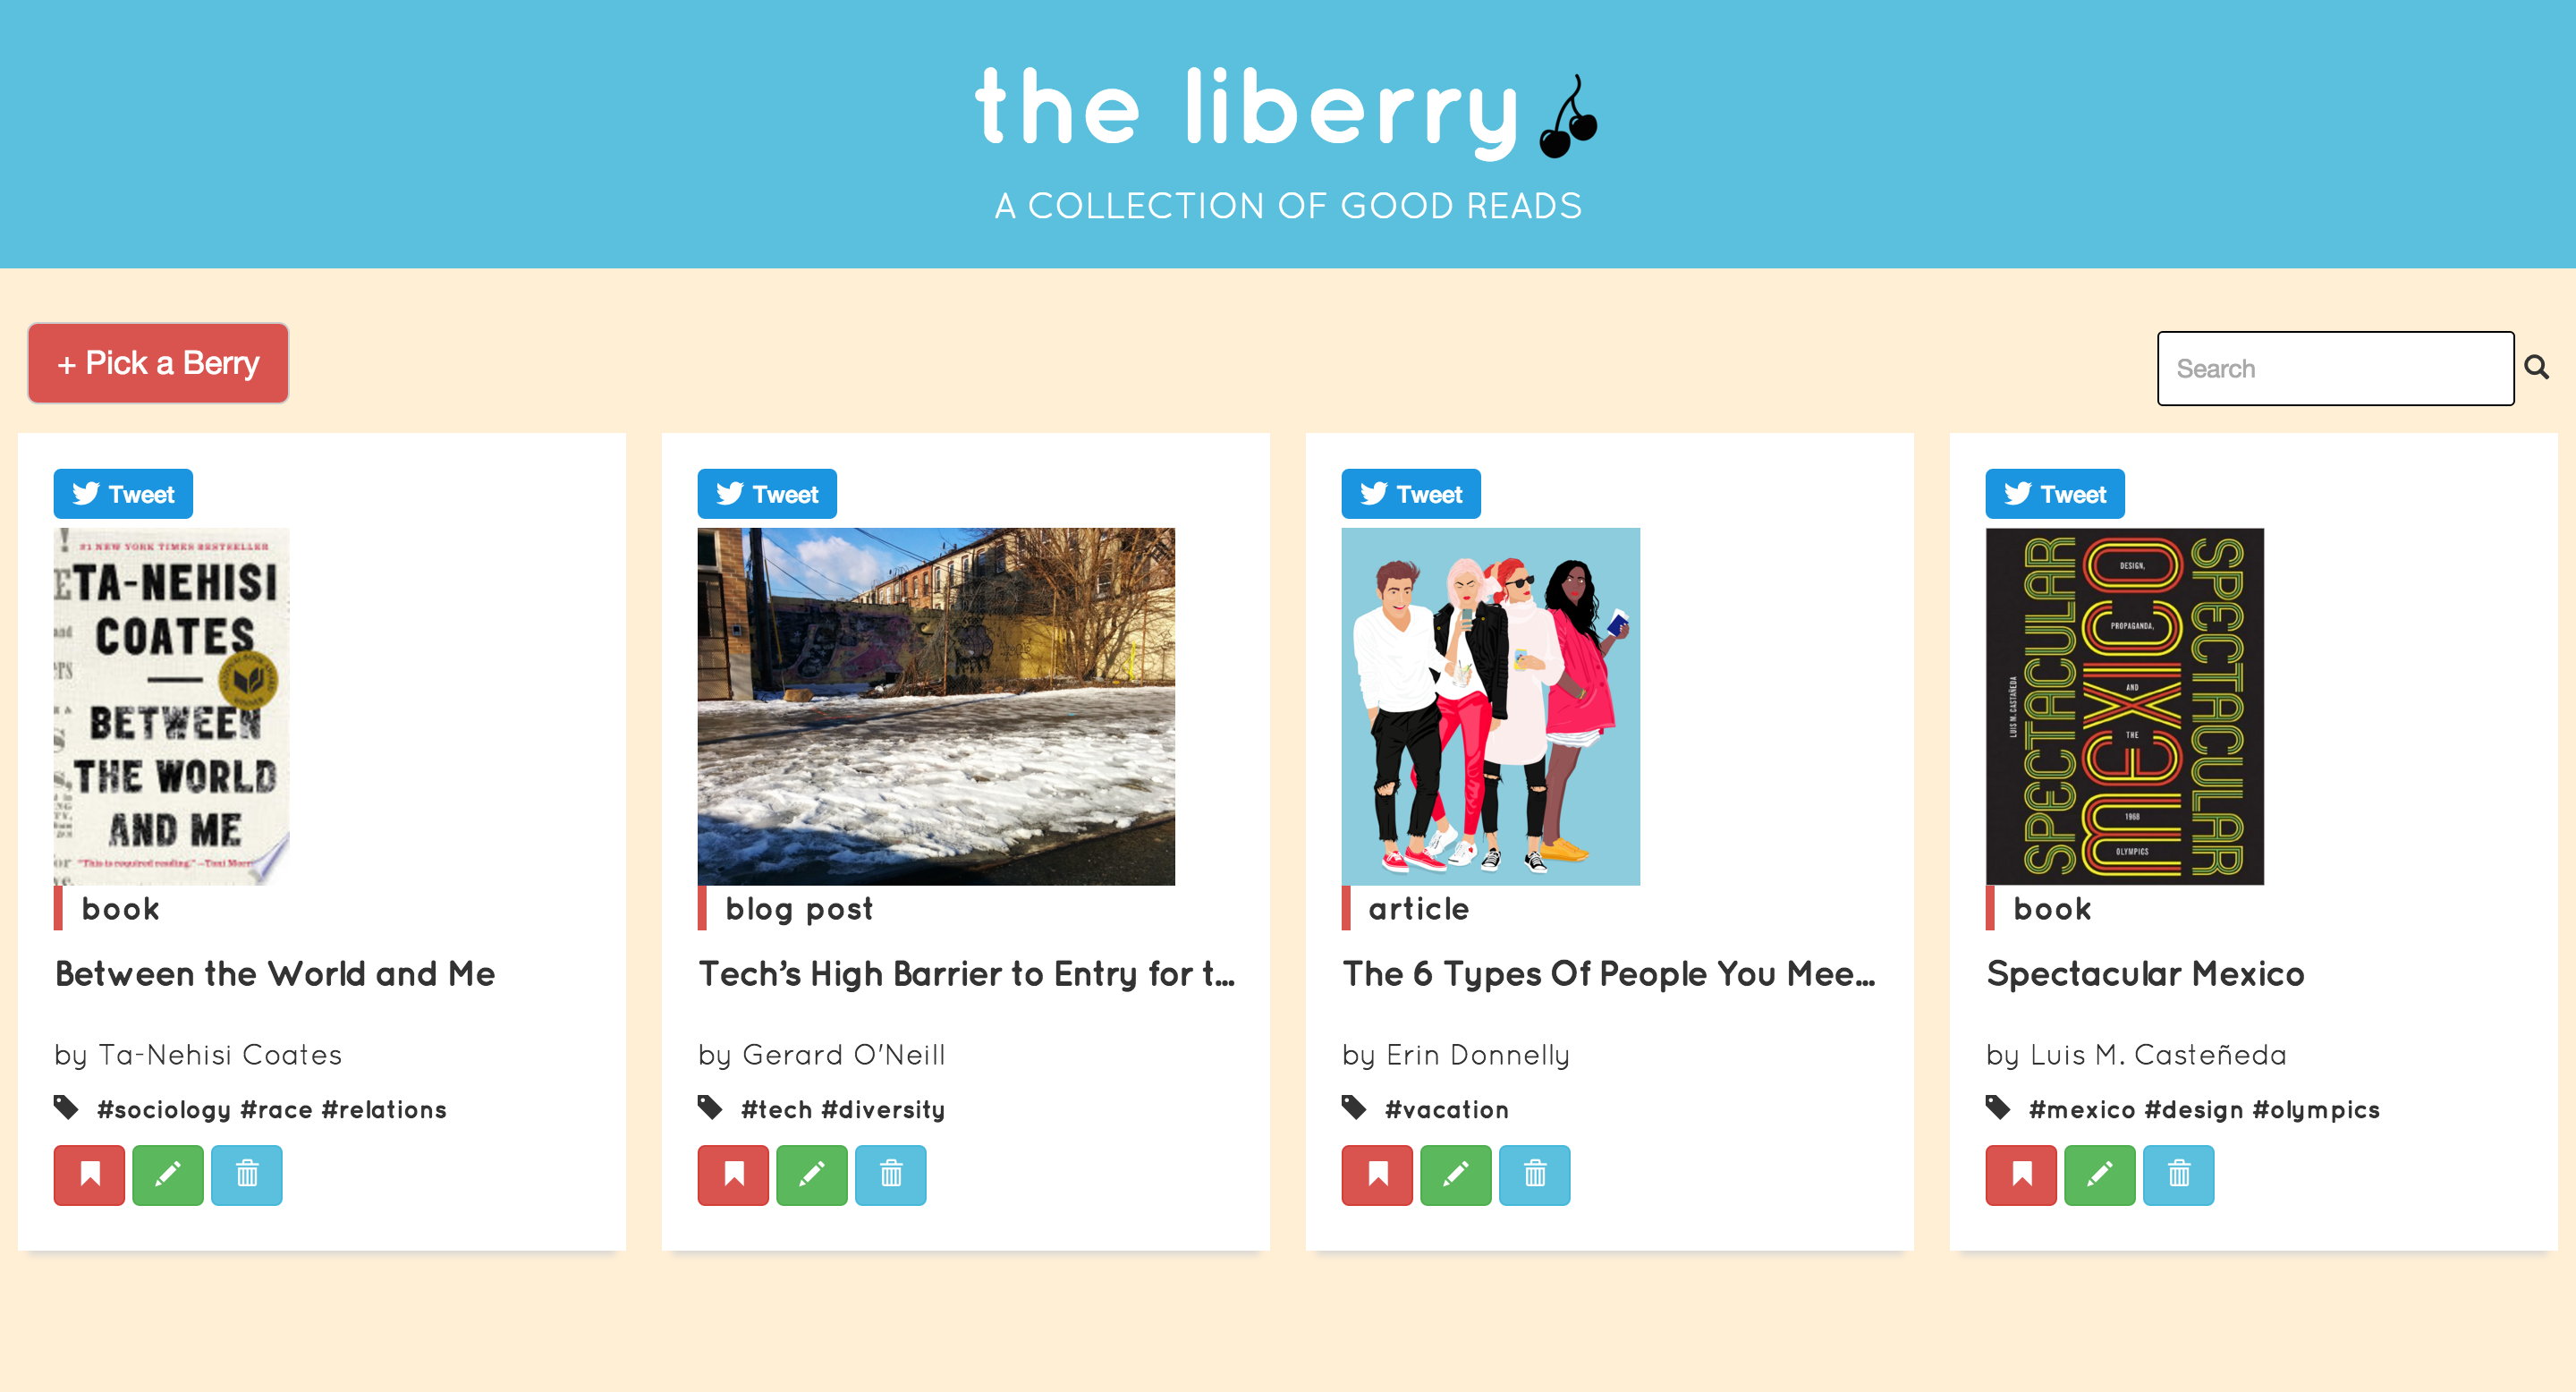 the liberry
A COLLECTION OF GOOD READS
+ Pick a Berry
Search
Tweet
#1 NEW YORK TIMES BESTSELLER
TA-NEHISI
COATES
BETWEEN
THE WORLD
AND ME
"This is required reading." —Toni Morri
book
Between the World and Me
by Ta-Nehisi Coates
#sociology #race #relations
Tweet
blog post
Tech’s High Barrier to Entry for t...
by Gerard O'Neill
#tech #diversity
Tweet
article
The 6 Types Of People You Mee...
by Erin Donnelly
#vacation
Tweet
LUIS M. CASTAÑEDA
SPECTACULAR
MEXICO
SPECTACULAR
DESIGN,
PROPAGANDA,
AND
THE
1968
OLYMPICS
book
Spectacular Mexico
by Luis M. Casteñeda
#mexico #design #olympics